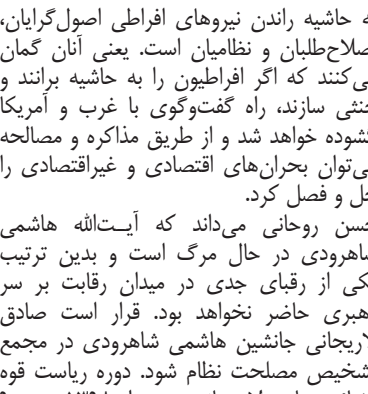 حاشیه راندن نیروهای افراطی اصول‌گرایان،
صلاح‌طلبان و نظامیان است. یعنی آنان گمان
می‌کنند که اگر افراطیون را به حاشیه برانند و
خنثی سازند، راه گفت‌وگوی با غرب و آمریکا
گشوده خواهد شد و از طریق مذاکره و مصالحه
می‌توان بحران‌های اقتصادی و غیراقتصادی را
حل و فصل کرد.
حسن روحانی می‌داند که آیـت‌الله هاشمی
شاهرودی در حال مرگ است و بدین ترتیب
یکی از رقبای جدی در میدان رقابت بر سر
رهبری حاضر نخواهد بود. قرار است صادق
لاریجانی جانشین هاشمی شاهرودی در مجمع
تشخیص مصلحت نظام شود. دوره ریاست قوه